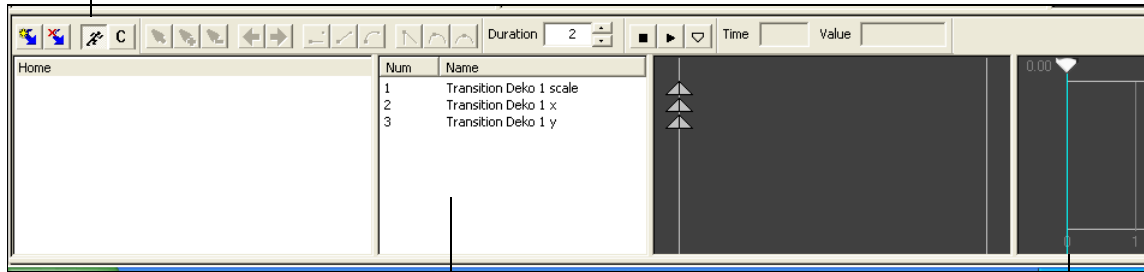 C Duration 2 Time Value
Home Num Name 0.00
1 Transition Deko 1 scale
2 Transition Deko 1 x
3 Transition Deko 1 y
0 1